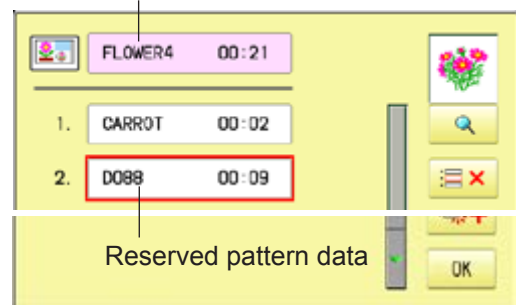 FLOWER4 00:21
1. CARROT 00:02
2. D088 00:09
Reserved pattern data
OK